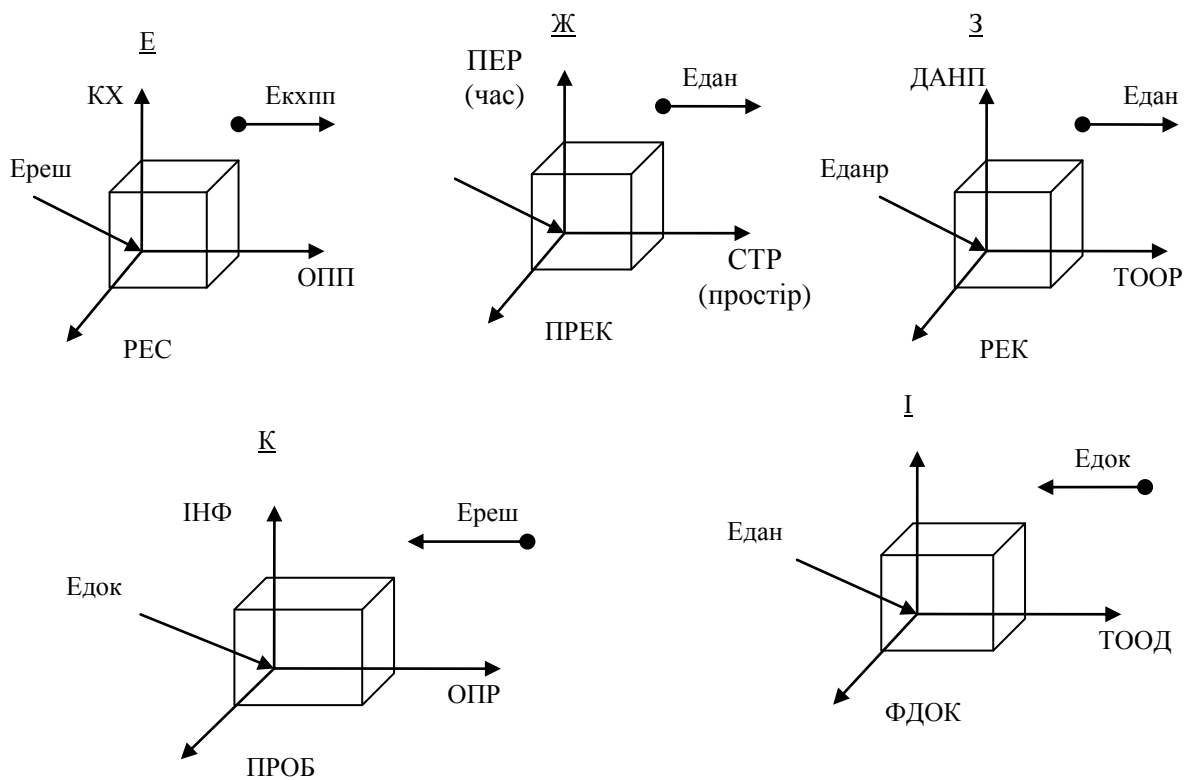 Е
КХ
Екхпп
Ереш
ОПП
РЕС
Ж
ПЕР
(час)
Едан
СТР
(простір)
ПРЕК
З
ДАНП
Едан
Еданр
ТООР
РЕК
К
ІНФ
Ереш
Едок
ОПР
ПРОБ
І
Едок
Едан
ТООД
ФДОК